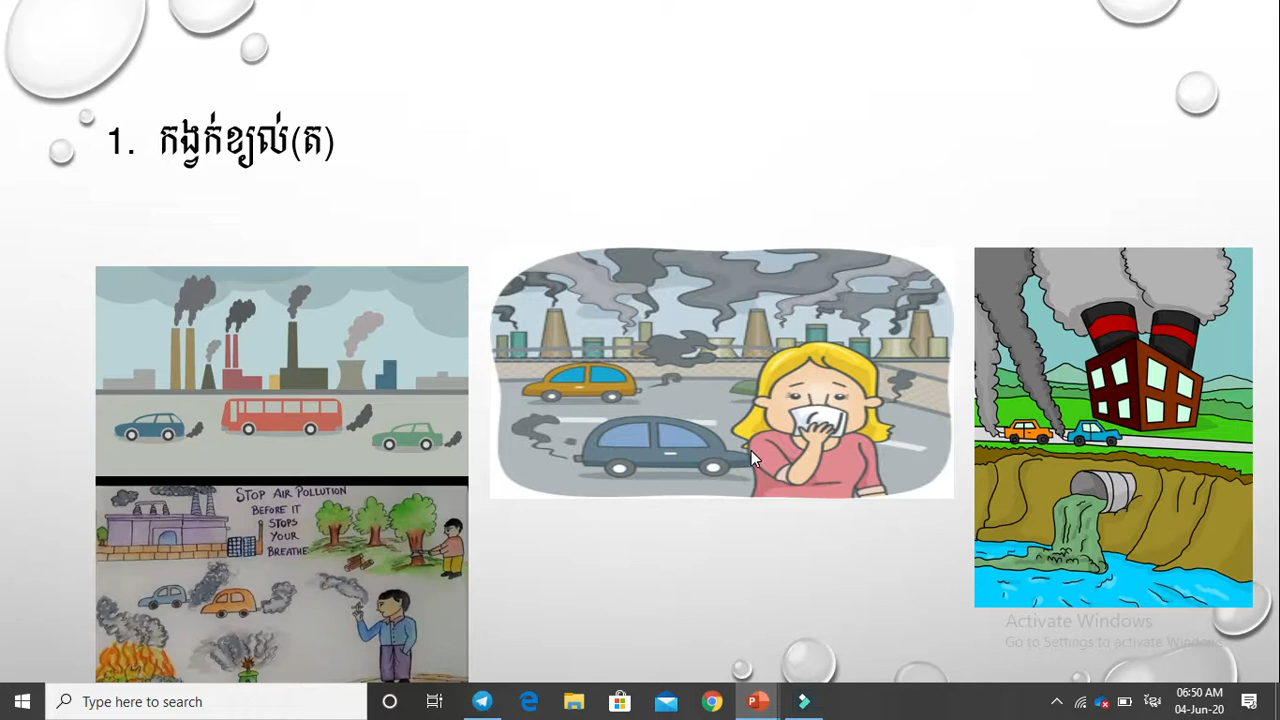 1. កង្វក់ខ្យល់(ត)
STOP AIR POLLUTION
BEFORE IT
STOPS
YOUR
BREATHE
Activate Windows
Go to Settings to activate Windows.
Type here to search
06:50 AM
04-Jun-20